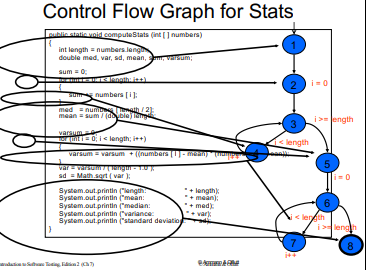 Control Flow Graph for Stats
public static void computeStats (int [ ] numbers)
{
int length = numbers.length;
double med, var, sd, mean, sum, varsum;
sum = 0;
for (int i = 0; i < length; i++)
{
sum += numbers [ i ];
}
med = numbers [ length / 2];
mean = sum / (double) length;
varsum = 0;
for (int i = 0; i < length; i++)
{
varsum = varsum + ((numbers [ I ] - mean) * (numbers
var = varsum / ( length - 1.0 );
sd = Math.sqrt ( var );
System.out.println ("length: " + length);
System.out.println ("mean: " + mean);
System.out.println ("median: " + med);
System.out.println ("variance: " + var);
System.out.println ("standard deviation: " + sd);
}
1
2
i = 0
3
i >= length
i < length
4
i++
5
i = 0
6
i < length
i >= length
7
i++
8
Introduction to Software Testing, Edition 2 (Ch 7)
© Ammann & Offutt